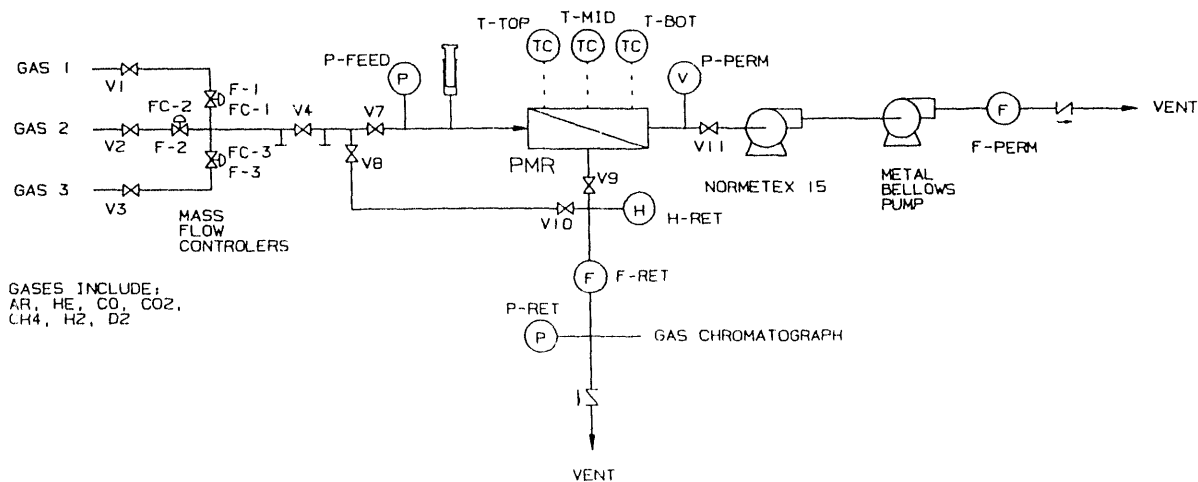 T-TOP
T-MID
T-BOT
TC
TC
TC
P-FEED
P
P-PERM
V
GAS 1
V1
F-1
FC-1
FC-2
V4
V7
GAS 2
V2
F-2
FC-3
F-3
V8
PMR
V9
V11
F
F-PERM
VENT
NORMETEX 15
METAL
BELLOWS
PUMP
GAS 3
V3
MASS
FLOW
CONTROLERS
V10
H
H-RET
GASES INCLUDE:
AR, HE, CO, CO2,
CH4, H2, D2
F
F-RET
P-RET
P
GAS CHROMATOGRAPH
VENT